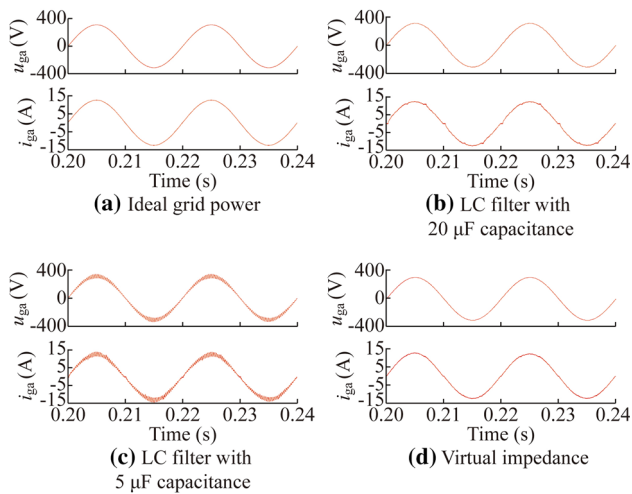 400
u_ga (V)
0
-400
15
i_ga (A)
5
-5
-15
0.20 0.21 0.22 0.23 0.24
Time (s)
(a) Ideal grid power
400
u_ga (V)
0
-400
15
i_ga (A)
5
-5
-15
0.20 0.21 0.22 0.23 0.24
Time (s)
(b) LC filter with
20 μF capacitance
400
u_ga (V)
0
-400
15
i_ga (A)
5
-5
-15
0.20 0.21 0.22 0.23 0.24
Time (s)
(c) LC filter with
5 μF capacitance
400
u_ga (V)
0
-400
15
i_ga (A)
5
-5
-15
0.20 0.21 0.22 0.23 0.24
Time (s)
(d) Virtual impedance